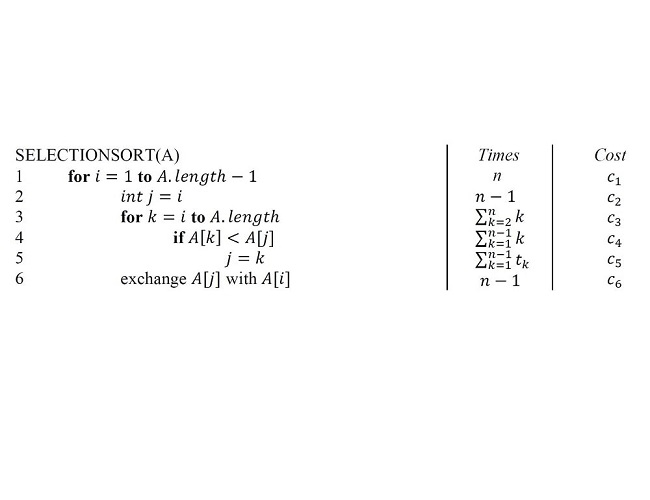 SELECTIONSORT(A) Times Cost
1 for i = 1 to A.length − 1 n c₁
2 int j = i n − 1 c₂
3 for k = i to A.length ∑ₖ₌₂ⁿ k c₃
4 if A[k] < A[j] ∑ₖ₌₁ⁿ⁻¹ k c₄
5 j = k ∑ₖ₌₁ⁿ⁻¹ tₖ c₅
6 exchange A[j] with A[i] n − 1 c₆